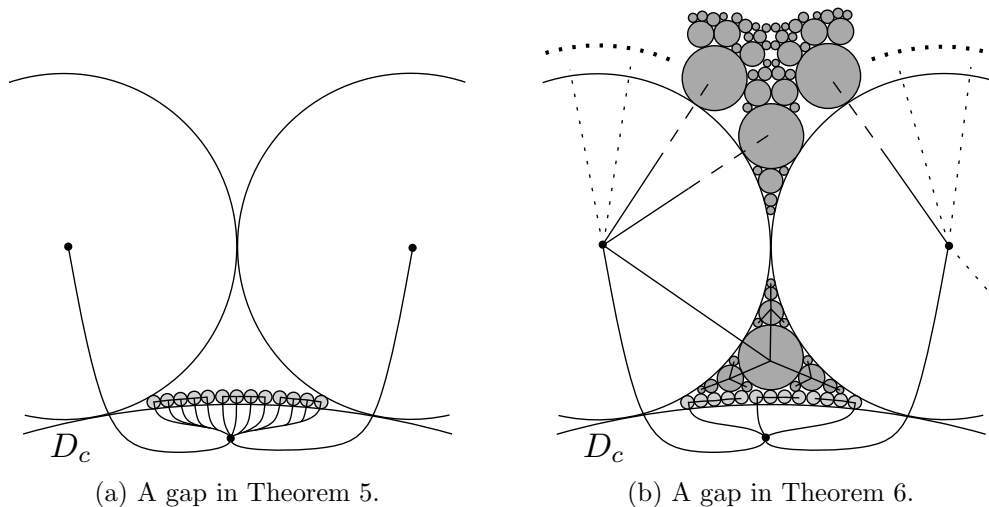 D_c
D_c
(a) A gap in Theorem 5.
(b) A gap in Theorem 6.